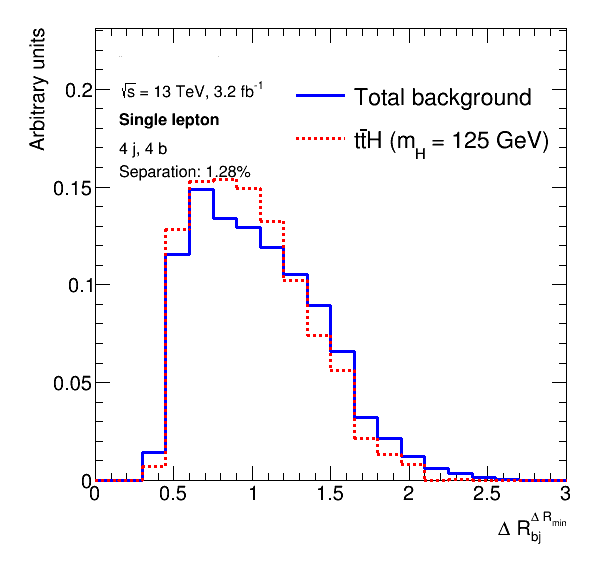 Arbitrary units
0.2
0.15
0.1
0.05
0
√s = 13 TeV, 3.2 fb⁻¹
Single lepton
4 j, 4 b
Separation: 1.28%
Total background
tt̄H (m_H = 125 GeV)
0 0.5 1 1.5 2 2.5 3
Δ R_bj^Δ R_min